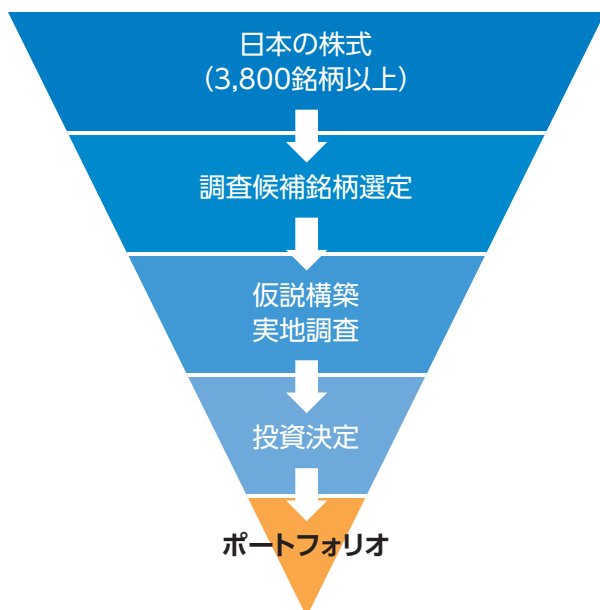 日本の株式
（3,800銘柄以上）
調査候補銘柄選定
仮説構築
実地調査
投資決定
ポートフォリオ